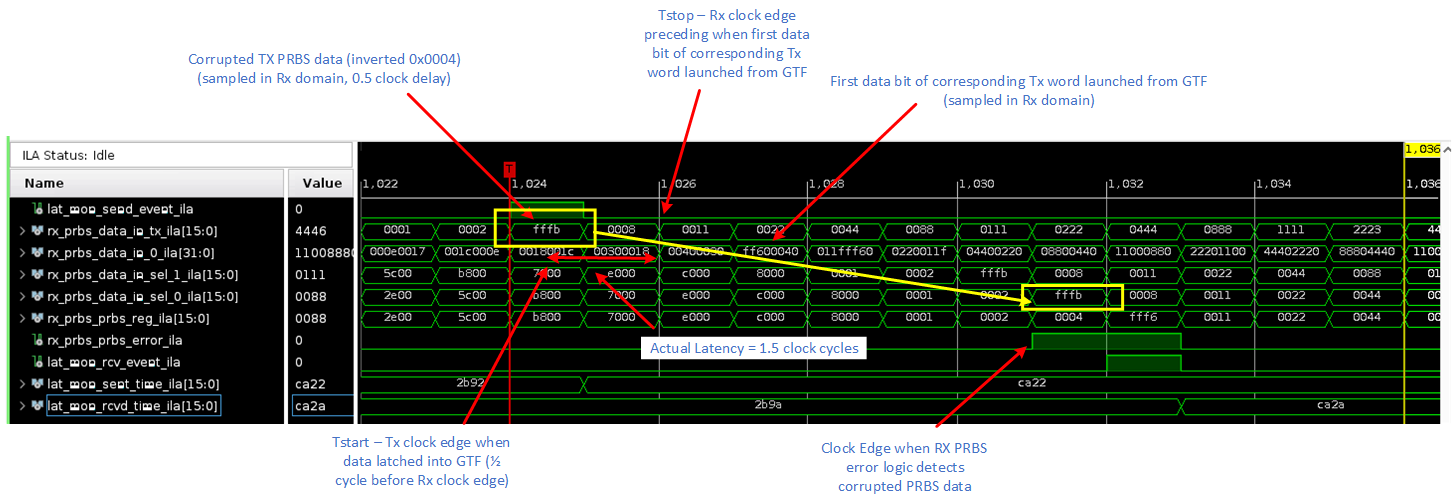 Tstop – Rx clock edge
preceding when first data
bit of corresponding Tx
word launched from GTF
Corrupted TX PRBS data (inverted 0x0004)
(sampled in Rx domain, 0.5 clock delay)
First data bit of corresponding Tx word launched from GTF
(sampled in Rx domain)
ILA Status: Idle
1,036
Name Value 1,022 1,024 1,026 1,028 1,030 1,032 1,034 1,036
T
lat_mon_send_event_ila 0
rx_prbs_data_in_tx_ila[15:0] 4446 0001 0002 fffb 0008 0011 0022 0044 0088 0111 0222 0444 0888 1111 2223 44
rx_prbs_data_in_0_ila[31:0] 11008880 000e0017 001c000e 0018001c 00300018 00400030 ff600040 011fff60 0220011f 04400220 08800440 11000880 22201100 44402220 88804440 1100
rx_prbs_data_in_sel_1_ila[15:0] 0111 5c00 b800 7000 e000 c000 8000 0001 0002 fffb 0008 0011 0022 0044 0088 01
rx_prbs_data_in_sel_0_ila[15:0] 0088 2e00 5c00 b800 7000 e000 c000 8000 0001 0002 fffb 0008 0011 0022 0044 00
rx_prbs_prbs_reg_ila[15:0] 0088 2e00 5c00 b800 7000 e000 c000 8000 0001 0002 0004 fff6 0011 0022 0044 00
rx_prbs_prbs_error_ila 0
Actual Latency = 1.5 clock cycles
lat_mon_rcv_event_ila 0
lat_mon_sent_time_ila[15:0] ca22 2b92 ca22
lat_mon_rcvd_time_ila[15:0] ca2a 2b9a ca2a
Tstart – Tx clock edge when
data latched into GTF (½
cycle before Rx clock edge)
Clock Edge when RX PRBS
error logic detects
corrupted PRBS data